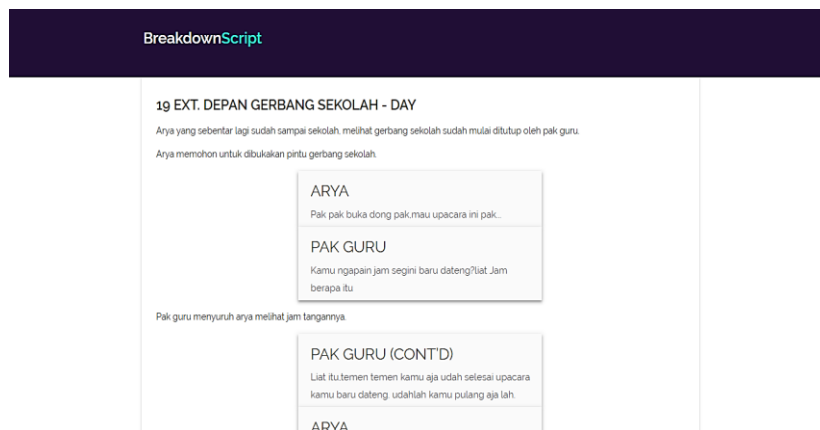 BreakdownScript
19 EXT. DEPAN GERBANG SEKOLAH - DAY
Arya yang sebentar lagi sudah sampai sekolah, melihat gerbang sekolah sudah mulai ditutup oleh pak guru.
Arya memohon untuk dibukakan pintu gerbang sekolah.
ARYA
Pak pak buka dong pak,mau upacara ini pak...
PAK GURU
Kamu ngapain jam segini baru dateng?liat Jam
berapa itu
Pak guru menyuruh arya melihat jam tangannya.
PAK GURU (CONT'D)
Liat itu,temen temen kamu aja udah selesai upacara
kamu baru dateng. udahlah kamu pulang aja lah.
ARYA